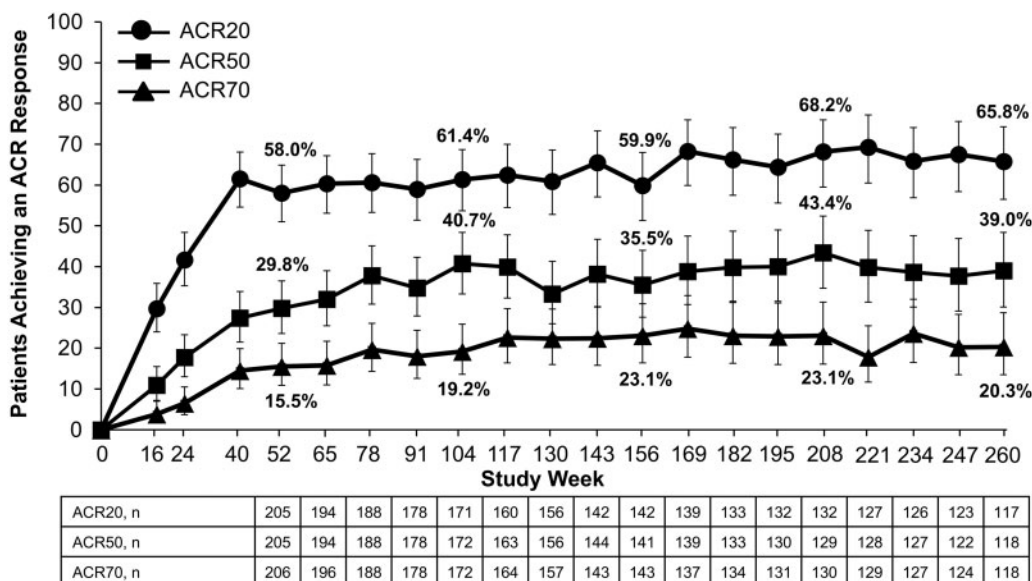 Patients Achieving an ACR Response
100
90
80
70
60
50
40
30
20
10
0
ACR20
ACR50
ACR70
58.0%
61.4%
59.9%
68.2%
65.8%
29.8%
40.7%
35.5%
43.4%
39.0%
15.5%
19.2%
23.1%
23.1%
20.3%
0 16 24 40 52 65 78 91 104 117 130 143 156 169 182 195 208 221 234 247 260
Study Week
ACR20, n 205 194 188 178 171 160 156 142 142 139 133 132 132 127 126 123 117
ACR50, n 205 194 188 178 172 163 156 144 141 139 133 130 129 128 127 122 118
ACR70, n 206 196 188 178 172 164 157 143 143 137 134 131 130 129 127 124 118